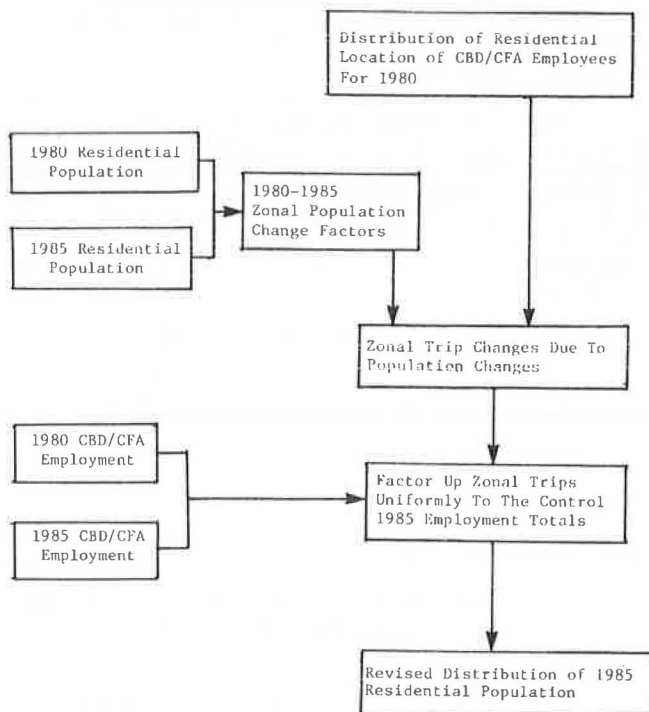 Distribution of Residential
Location of CBD/CFA Employees
For 1980
1980 Residential
Population
1985 Residential
Population
1980-1985
Zonal Population
Change Factors
Zonal Trip Changes Due To
Population Changes
1980 CBD/CFA
Employment
1985 CBD/CFA
Employment
Factor Up Zonal Trips
Uniformly To The Control
1985 Employment Totals
Revised Distribution of 1985
Residential Population